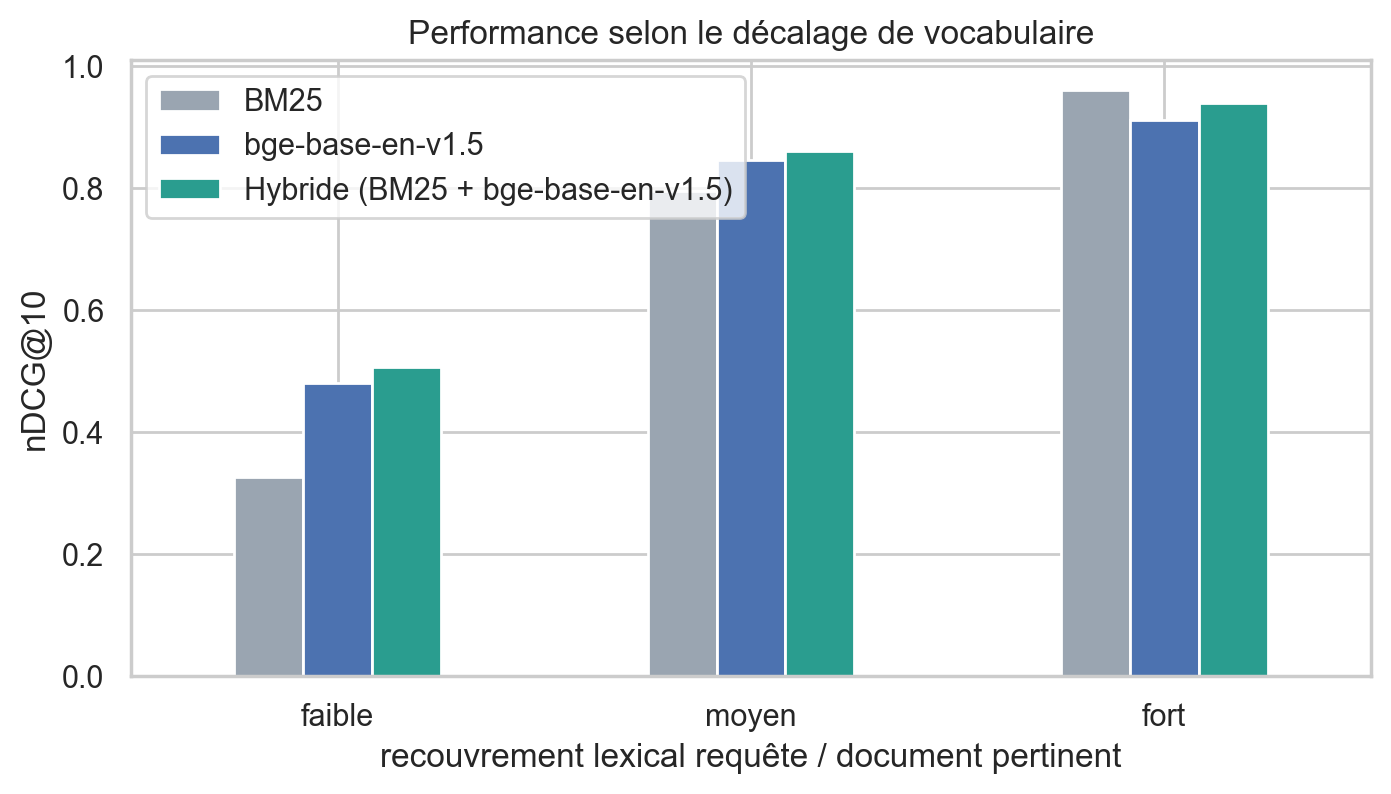 Performance selon le décalage de vocabulaire
1.0
0.8
0.6
0.4
0.2
0.0
nDCG@10
BM25
bge-base-en-v1.5
Hybride (BM25 + bge-base-en-v1.5)
faible
moyen
fort
recouvrement lexical requête / document pertinent